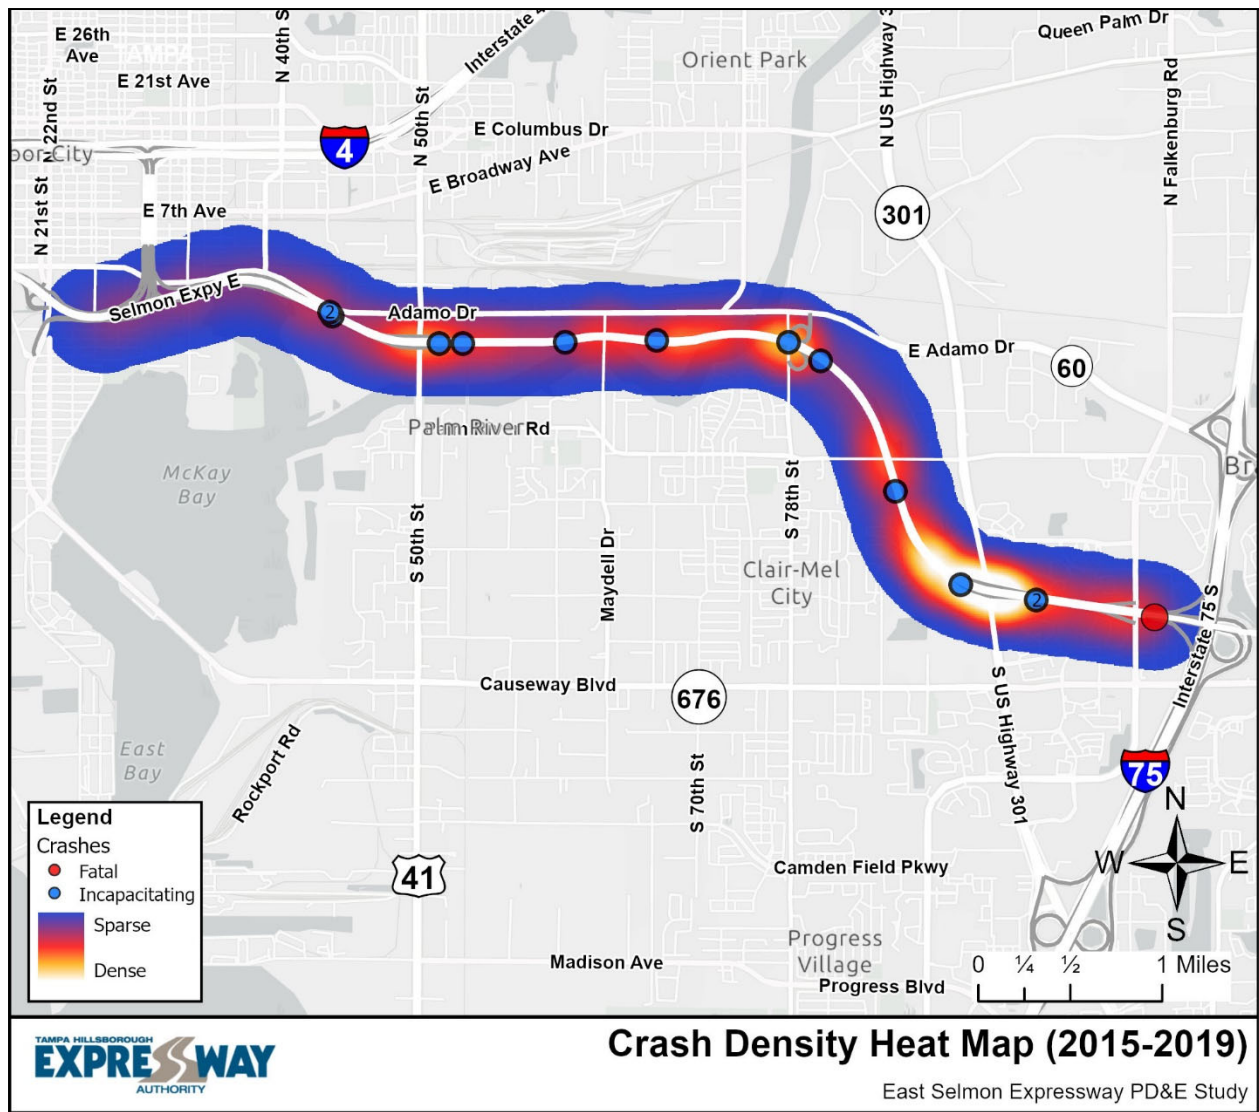 E 26th
Ave
TAMPA
N 40th S
E 21st Ave
Interstate 4
Orient Park
N US Highway 3
Queen Palm Dr
N 22nd St
N 50th St
E Columbus Dr
E Broadway Ave
N Falkenburg Rd
oor City
4
N 21st St
E 7th Ave
301
Selmon Expy E
2
Adamo Dr
E Adamo Dr
60
Palm River
Rd
Br
McKay
Bay
S 50th St
Maydell Dr
S 78th St
Clair-Mel
City
2
Interstate 75 S
Causeway Blvd
676
S US Highway 301
East
Bay
Rockport Rd
S 70th St
75
N
W
E
S
Legend
Crashes
Fatal
Incapacitating
Sparse
Dense
41
Camden Field Pkwy
Progress
Village
Madison Ave
Progress Blvd
0 ¼ ½ 1 Miles
TAMPA HILLSBOROUGH
EXPRESSWAY
AUTHORITY
Crash Density Heat Map (2015-2019)
East Selmon Expressway PD&E Study